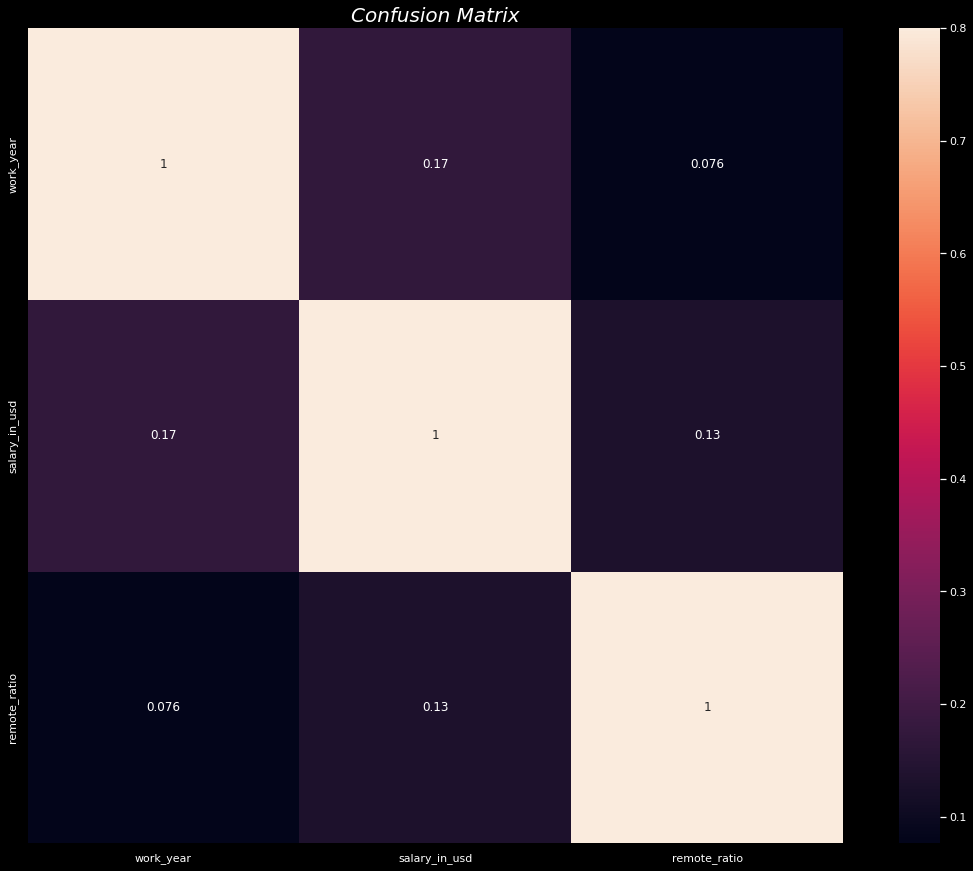 Confusion Matrix
work_year
1
0.17
0.076
salary_in_usd
0.17
1
0.13
remote_ratio
0.076
0.13
1
work_year
salary_in_usd
remote_ratio
0.8
0.7
0.6
0.5
0.4
0.3
0.2
0.1